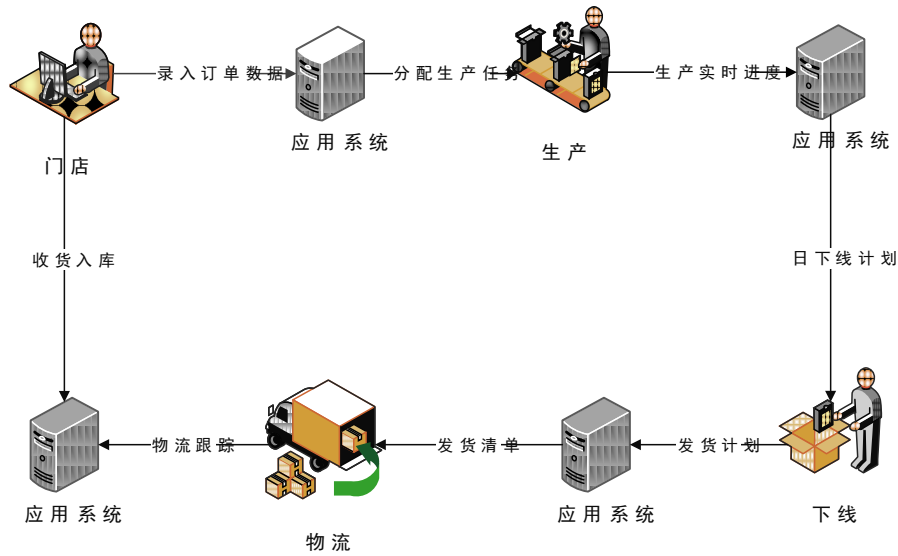 录入订单数据
分配生产任务
生产实时进度
应用系统
应用系统
生产
门店
收货入库
日下线计划
物流跟踪
发货清单
发货计划
应用系统
应用系统
下线
物流